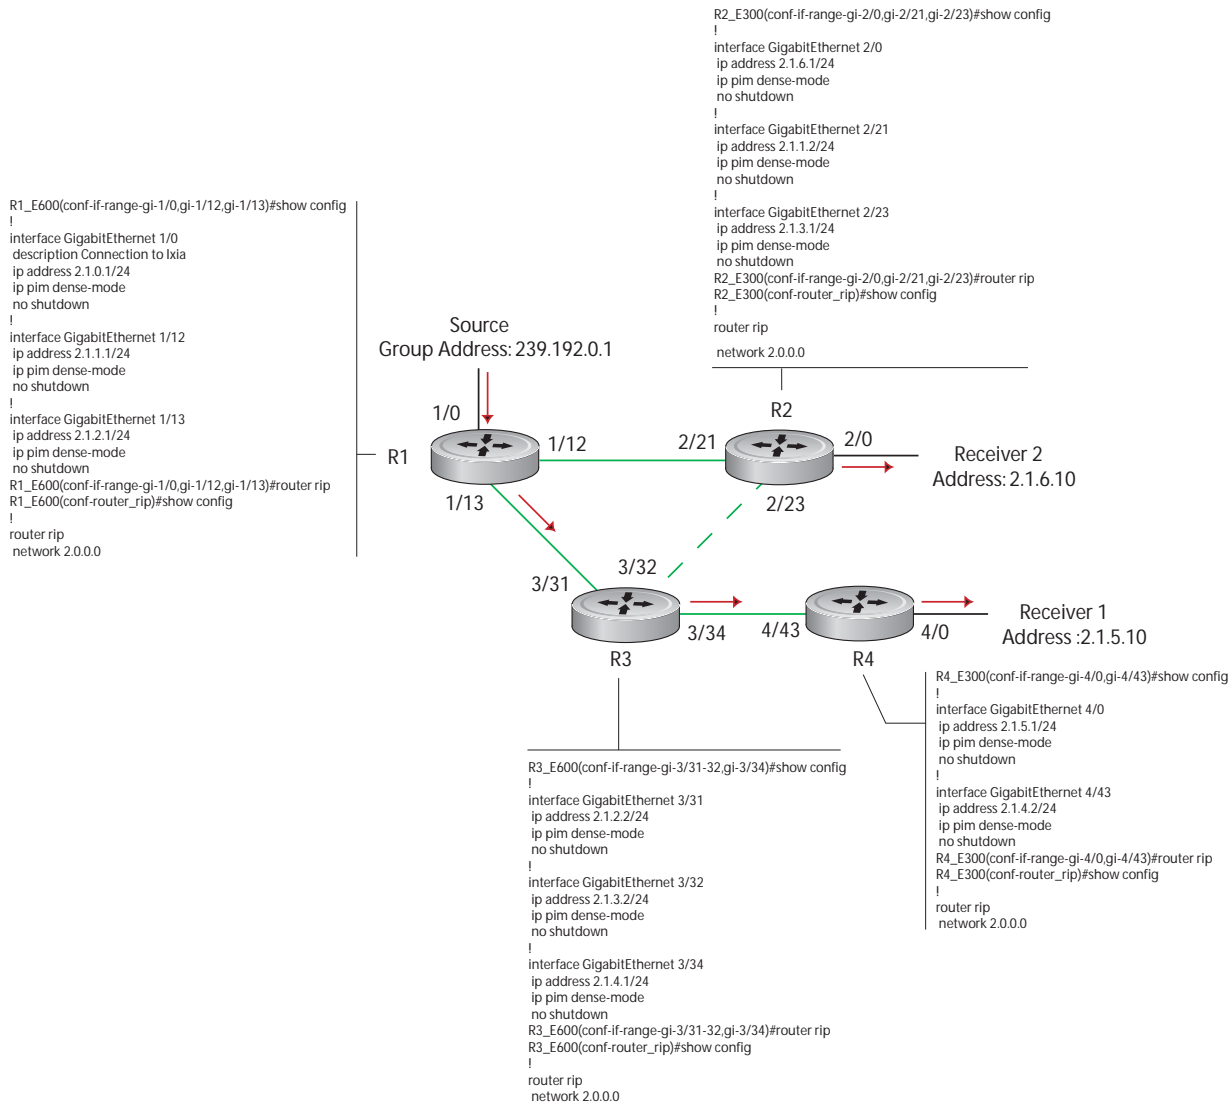 R2_E300(conf-if-range-gi-2/0,gi-2/21,gi-2/23)#show config
!
interface GigabitEthernet 2/0
ip address 2.1.6.1/24
ip pim dense-mode
no shutdown
!
interface GigabitEthernet 2/21
ip address 2.1.1.2/24
ip pim dense-mode
no shutdown
!
interface GigabitEthernet 2/23
ip address 2.1.3.1/24
ip pim dense-mode
no shutdown
R2_E300(conf-if-range-gi-2/0,gi-2/21,gi-2/23)#router rip
R2_E300(conf-router_rip)#show config
!
router rip
network 2.0.0.0
R1_E600(conf-if-range-gi-1/0,gi-1/12,gi-1/13)#show config
!
interface GigabitEthernet 1/0
description Connection to Ixia
ip address 2.1.0.1/24
ip pim dense-mode
no shutdown
!
interface GigabitEthernet 1/12
ip address 2.1.1.1/24
ip pim dense-mode
no shutdown
!
interface GigabitEthernet 1/13
ip address 2.1.2.1/24
ip pim dense-mode
no shutdown
R1_E600(conf-if-range-gi-1/0,gi-1/12,gi-1/13)#router rip
R1_E600(conf-router_rip)#show config
!
router rip
network 2.0.0.0
Source
Group Address: 239.192.0.1
R2
1/0
1/12
2/21
2/0
R1
Receiver 2
Address: 2.1.6.10
1/13
2/23
3/31
3/32
3/34
4/43
4/0
Receiver 1
Address :2.1.5.10
R3
R4
R4_E300(conf-if-range-gi-4/0,gi-4/43)#show config
!
interface GigabitEthernet 4/0
ip address 2.1.5.1/24
ip pim dense-mode
no shutdown
!
interface GigabitEthernet 4/43
ip address 2.1.4.2/24
ip pim dense-mode
no shutdown
R4_E300(conf-if-range-gi-4/0,gi-4/43)#router rip
R4_E300(conf-router_rip)#show config
!
router rip
network 2.0.0.0
R3_E600(conf-if-range-gi-3/31-32,gi-3/34)#show config
!
interface GigabitEthernet 3/31
ip address 2.1.2.2/24
ip pim dense-mode
no shutdown
!
interface GigabitEthernet 3/32
ip address 2.1.3.2/24
ip pim dense-mode
no shutdown
!
interface GigabitEthernet 3/34
ip address 2.1.4.1/24
ip pim dense-mode
no shutdown
R3_E600(conf-if-range-gi-3/31-32,gi-3/34)#router rip
R3_E600(conf-router_rip)#show config
!
router rip
network 2.0.0.0